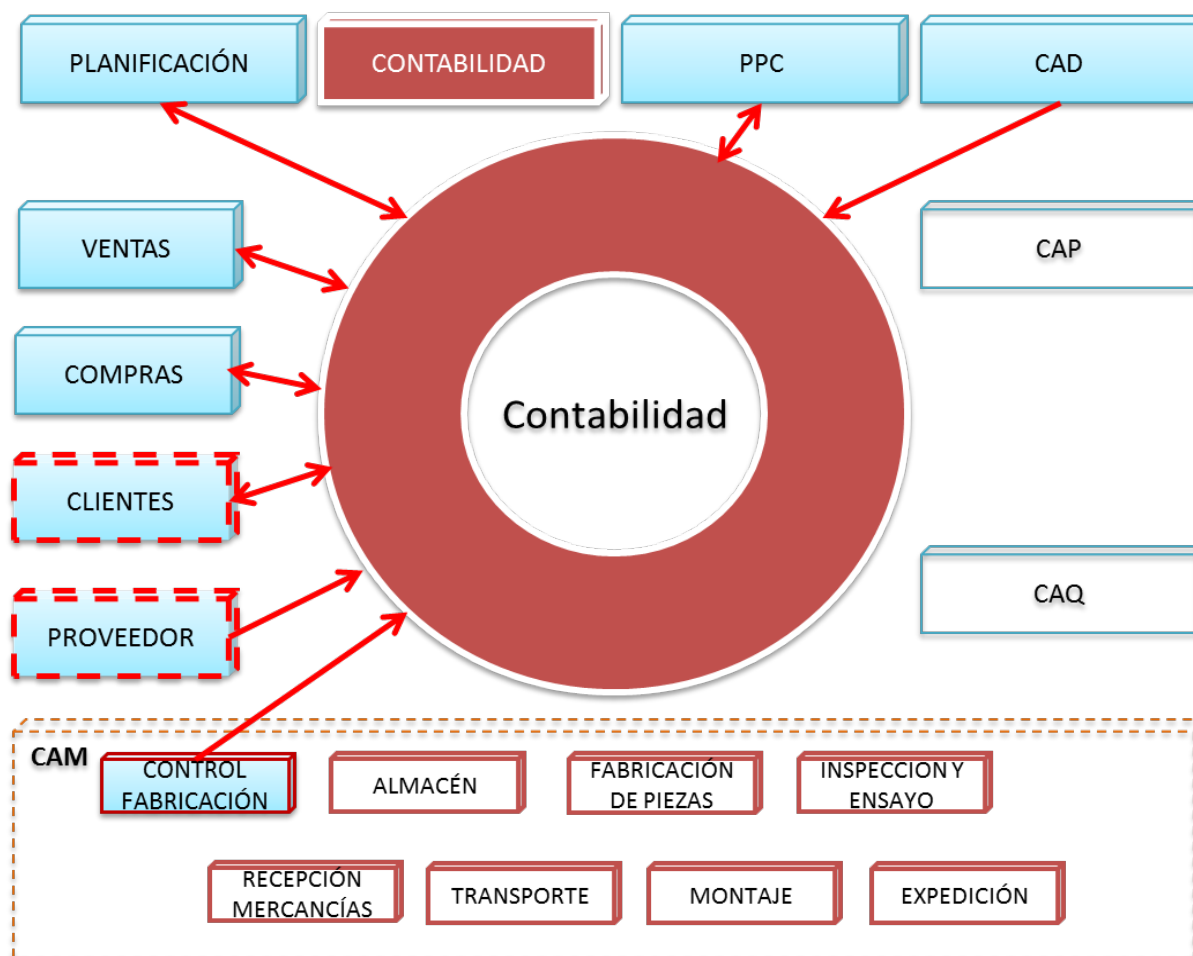 PLANIFICACIÓN
CONTABILIDAD
PPC
CAD
VENTAS
CAP
COMPRAS
Contabilidad
CLIENTES
PROVEEDOR
CAQ
CAM
CONTROL
FABRICACIÓN
ALMACÉN
FABRICACIÓN
DE PIEZAS
INSPECCION Y
ENSAYO
RECEPCIÓN
MERCANCÍAS
TRANSPORTE
MONTAJE
EXPEDICIÓN